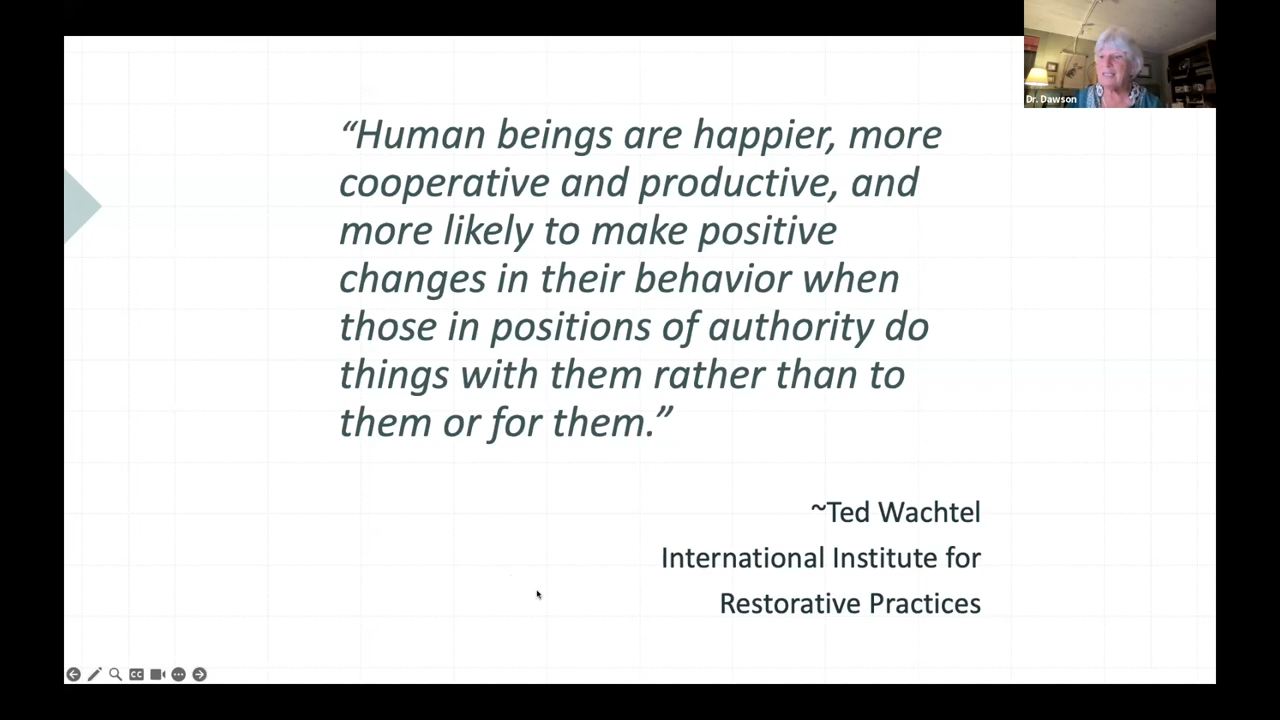 Dr. Dawson
“Human beings are happier, more
cooperative and productive, and
more likely to make positive
changes in their behavior when
those in positions of authority do
things with them rather than to
them or for them.”
~Ted Wachtel
International Institute for
Restorative Practices
CC